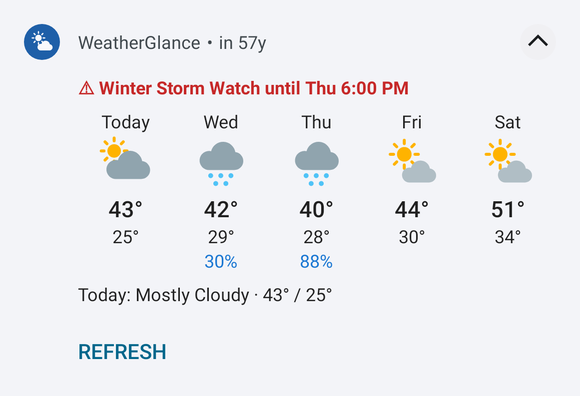 WeatherGlance • in 57y
⚠ Winter Storm Watch until Thu 6:00 PM
Today Wed Thu Fri Sat
43° 42° 40° 44° 51°
25° 29° 28° 30° 34°
30% 88%
Today: Mostly Cloudy · 43° / 25°
REFRESH